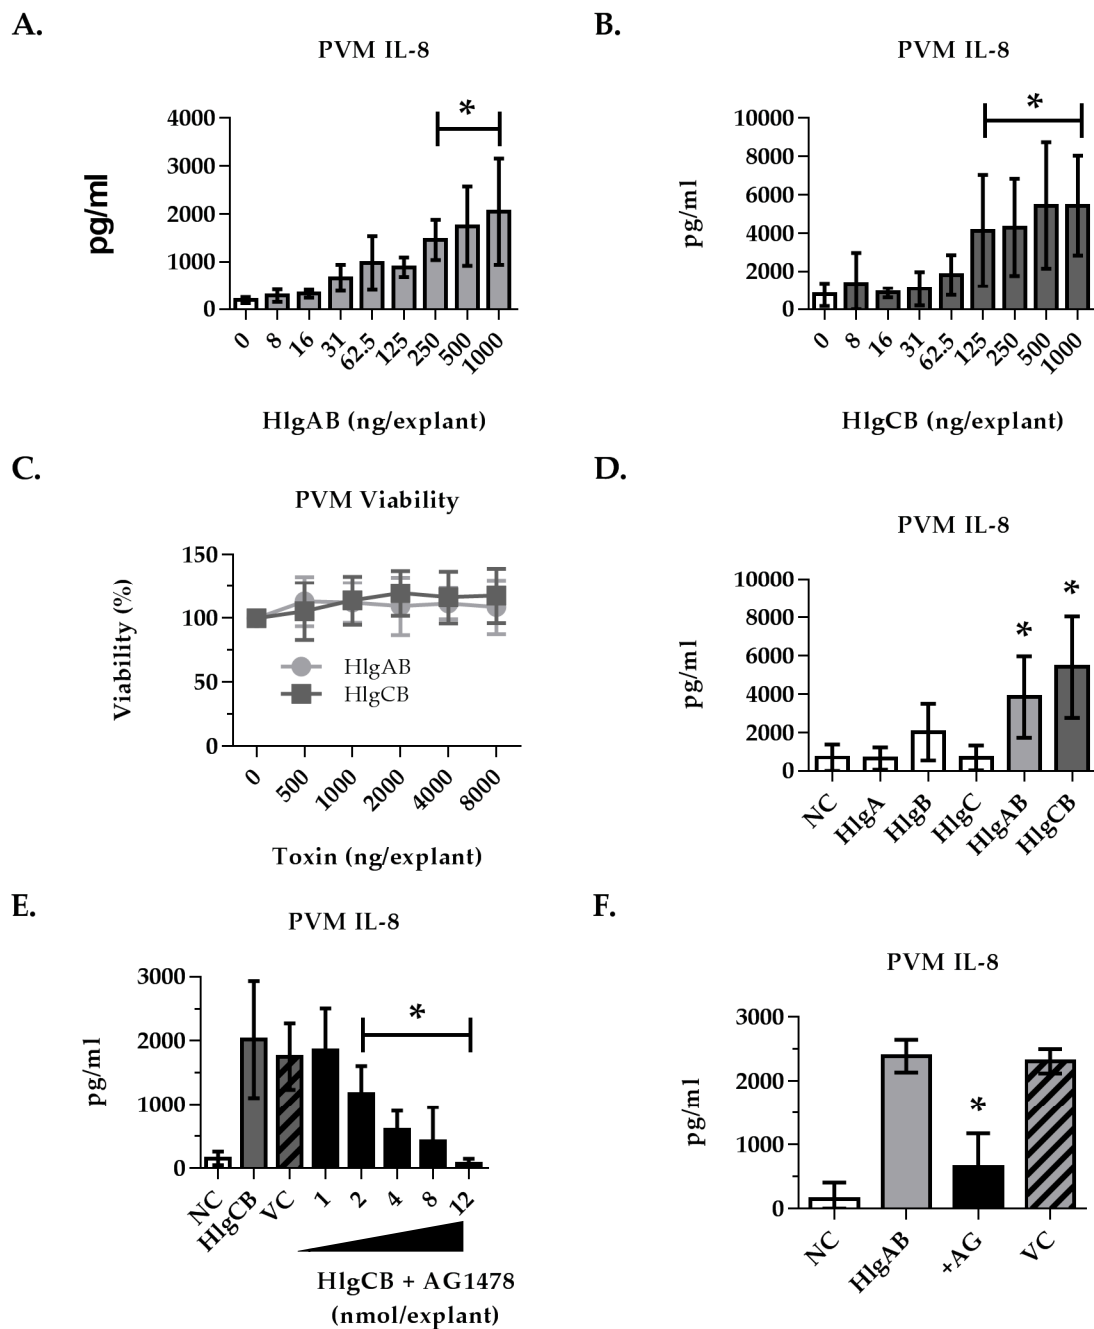 A.
PVM IL-8
pg/ml
4000
3000
2000
1000
0
*
0 8 16 31 62.5 125 250 500 1000
HlgAB (ng/explant)
B.
PVM IL-8
pg/ml
10000
8000
6000
4000
2000
0
*
0 8 16 31 62.5 125 250 500 1000
HlgCB (ng/explant)
C.
PVM Viability
Viability (%)
150
100
50
0
HlgAB
HlgCB
0 500 1000 2000 4000 8000
Toxin (ng/explant)
D.
PVM IL-8
pg/ml
10000
8000
6000
4000
2000
0
* *
NC HlgA HlgB HlgC HlgAB HlgCB
E.
PVM IL-8
pg/ml
3000
2000
1000
0
*
NC HlgCB VC 1 2 4 8 12
HlgCB + AG1478
(nmol/explant)
F.
PVM IL-8
pg/ml
3000
2000
1000
0
*
NC HlgAB +AG VC